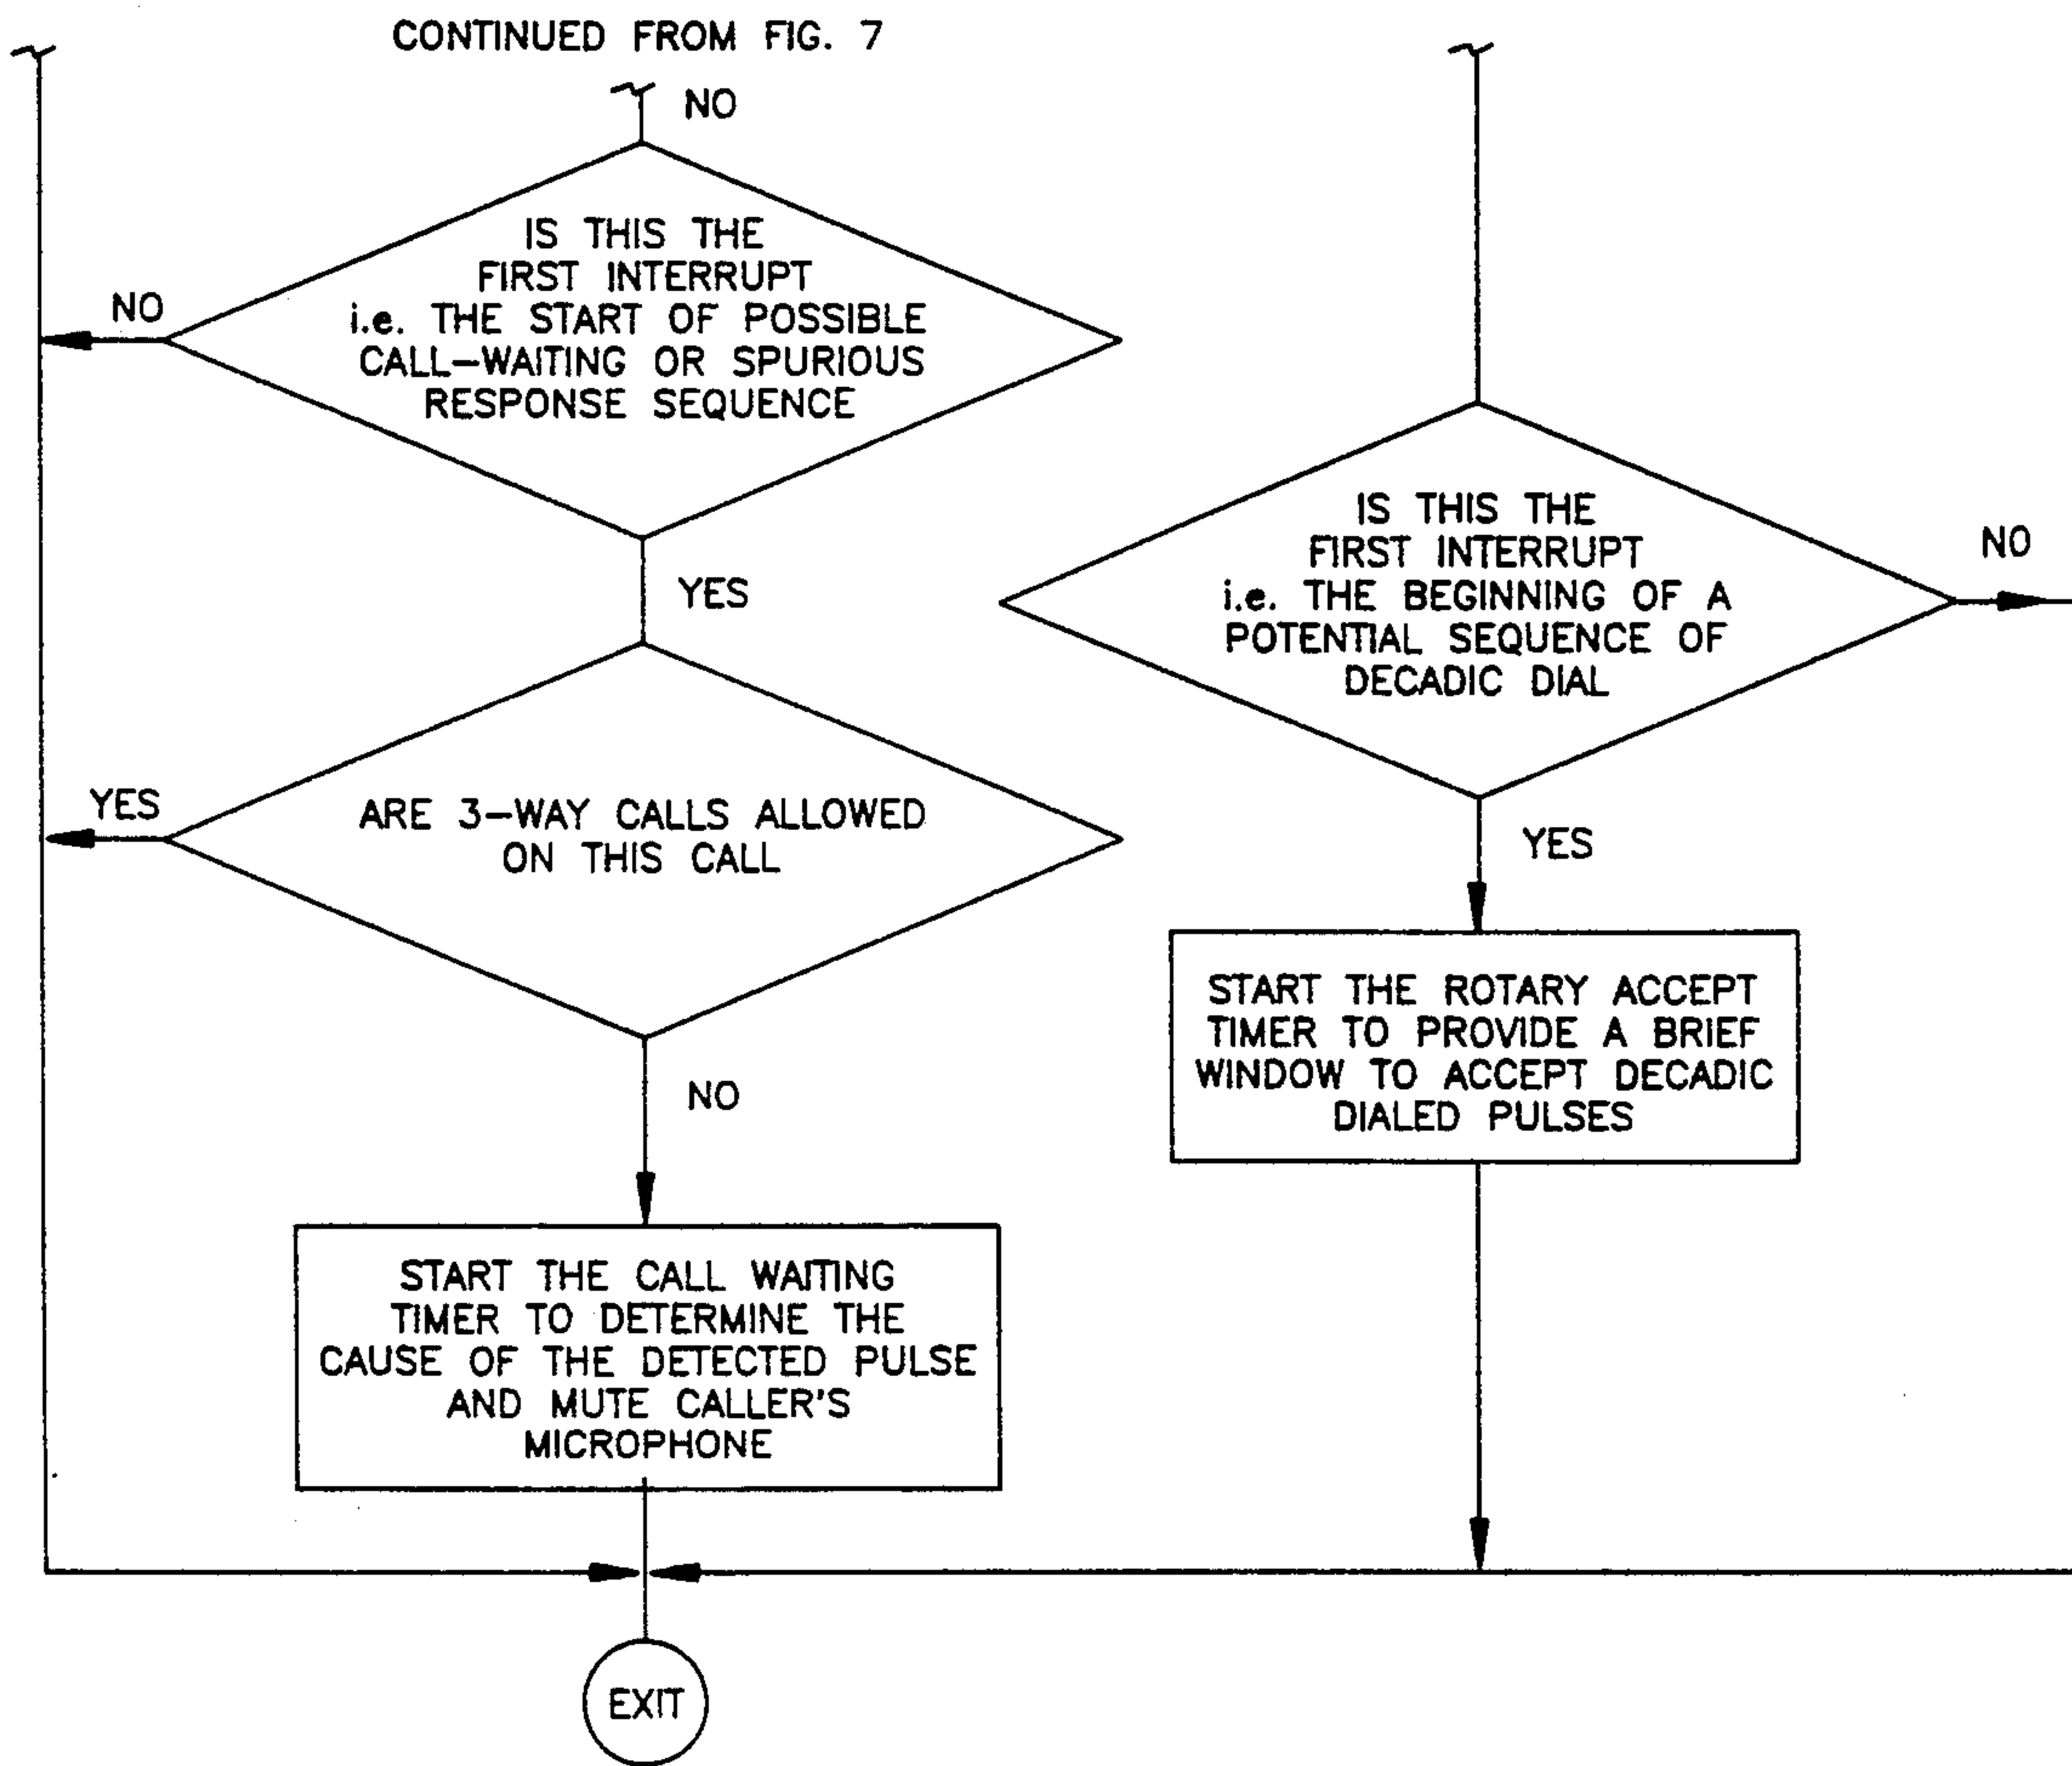 CONTINUED FROM FIG. 7
NO
IS THIS THE
FIRST INTERRUPT
i.e. THE START OF POSSIBLE
CALL-WAITING OR SPURIOUS
RESPONSE SEQUENCE
NO
YES
ARE 3-WAY CALLS ALLOWED
ON THIS CALL
YES
NO
START THE CALL WAITING
TIMER TO DETERMINE THE
CAUSE OF THE DETECTED PULSE
AND MUTE CALLER'S
MICROPHONE
IS THIS THE
FIRST INTERRUPT
i.e. THE BEGINNING OF A
POTENTIAL SEQUENCE OF
DECADIC DIAL
NO
YES
START THE ROTARY ACCEPT
TIMER TO PROVIDE A BRIEF
WINDOW TO ACCEPT DECADIC
DIALED PULSES
EXIT